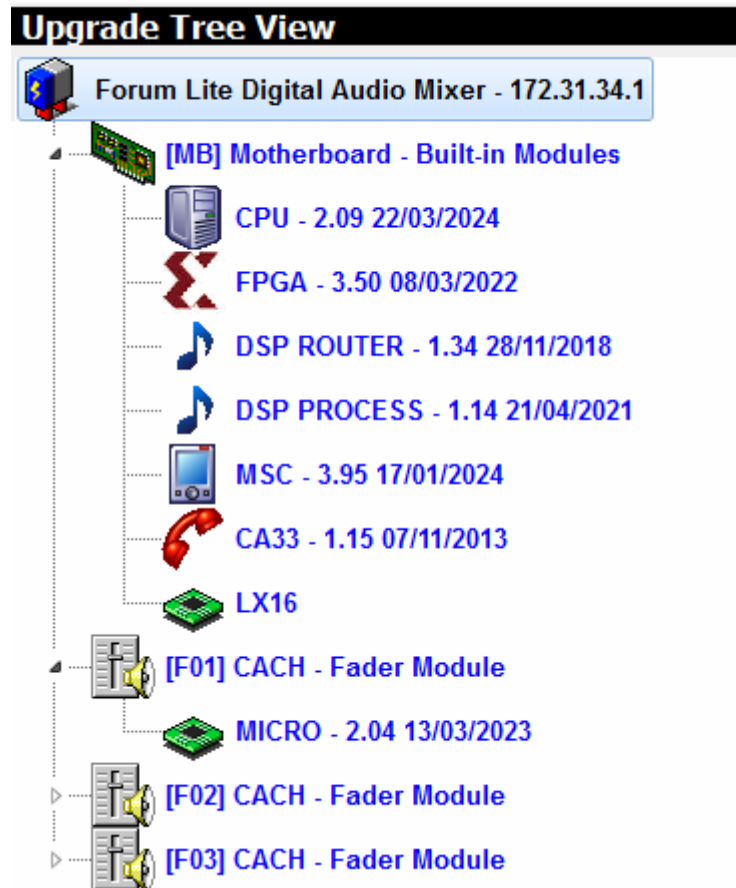 Upgrade Tree View
Forum Lite Digital Audio Mixer - 172.31.34.1
[MB] Motherboard - Built-in Modules
CPU - 2.09 22/03/2024
FPGA - 3.50 08/03/2022
DSP ROUTER - 1.34 28/11/2018
DSP PROCESS - 1.14 21/04/2021
MSC - 3.95 17/01/2024
CA33 - 1.15 07/11/2013
LX16
[F01] CACH - Fader Module
MICRO - 2.04 13/03/2023
[F02] CACH - Fader Module
[F03] CACH - Fader Module